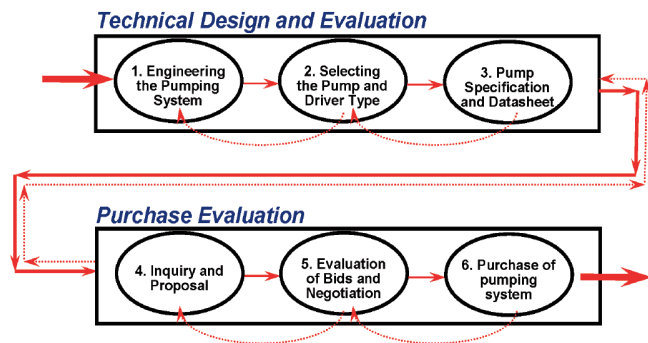 Technical Design and Evaluation
1. Engineering
the Pumping
System
2. Selecting
the Pump and
Driver Type
3. Pump
Specification
and Datasheet
Purchase Evaluation
4. Inquiry and
Proposal
5. Evaluation
of Bids and
Negotiation
6. Purchase of
pumping
system